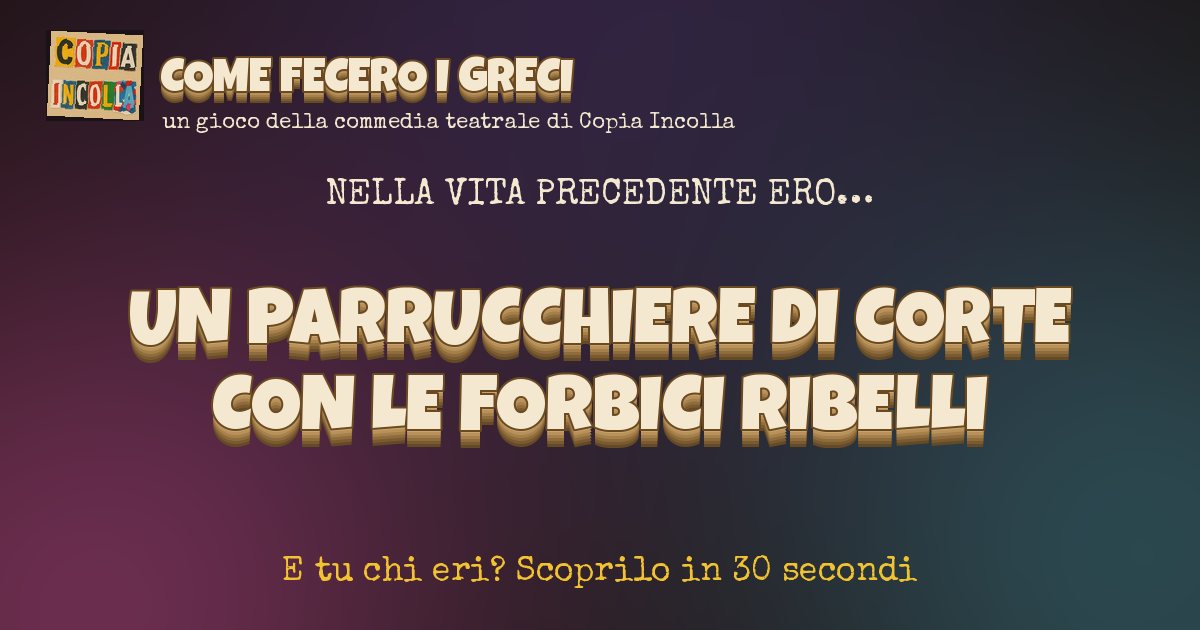 COPIA
INCOLLA
COME FECERO I GRECI
un gioco della commedia teatrale di Copia Incolla
NELLA VITA PRECEDENTE ERO...
UN PARRUCCHIERE DI CORTE
CON LE FORBICI RIBELLI
E tu chi eri? Scoprilo in 30 secondi